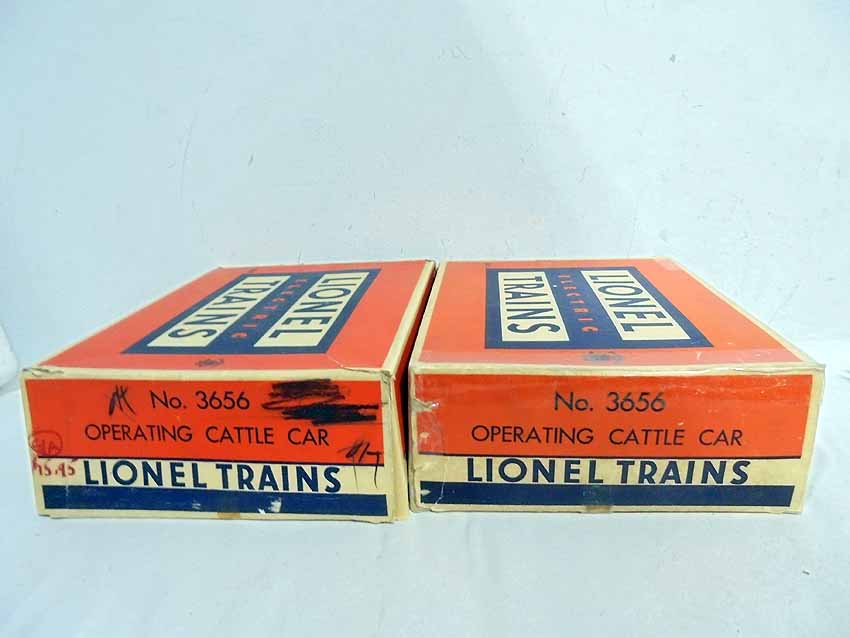 LIONEL
ELECTRIC
TRAINS
No. 3656
OPERATING CATTLE CAR
LIONEL TRAINS
LIONEL
ELECTRIC
TRAINS
No. 3656
OPERATING CATTLE CAR
LIONEL TRAINS